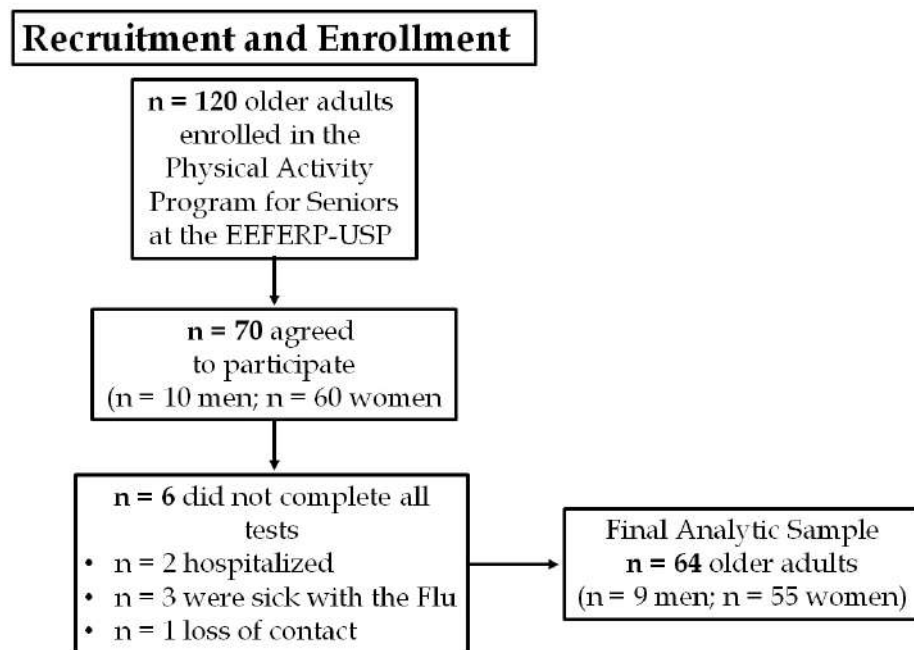 Recruitment and Enrollment
n = 120 older adults
enrolled in the
Physical Activity
Program for Seniors
at the EEFERP-USP
n = 70 agreed
to participate
(n = 10 men; n = 60 women
n = 6 did not complete all
tests
• n = 2 hospitalized
• n = 3 were sick with the Flu
• n = 1 loss of contact
Final Analytic Sample
n = 64 older adults
(n = 9 men; n = 55 women)